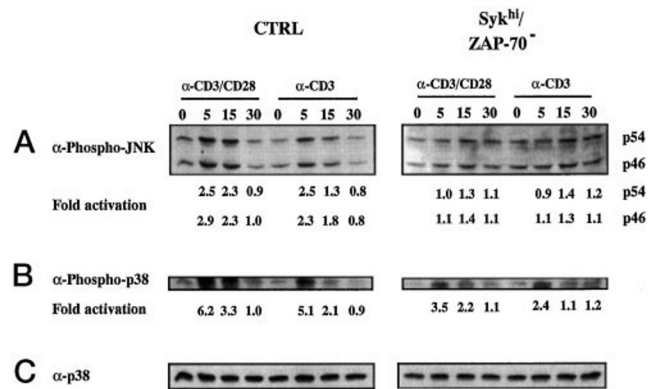 CTRL
Syk^hi/
ZAP-70^-
α-CD3/CD28 α-CD3 α-CD3/CD28 α-CD3
0 5 15 30 0 5 15 30 0 5 15 30 0 5 15 30
A α-Phospho-JNK p54
p46
Fold activation
2.5 2.3 0.9 2.5 1.3 0.8 1.0 1.3 1.1 0.9 1.4 1.2 p54
2.9 2.3 1.0 2.3 1.8 0.8 1.1 1.4 1.1 1.1 1.3 1.1 p46
B α-Phospho-p38
Fold activation 6.2 3.3 1.0 5.1 2.1 0.9 3.5 2.2 1.1 2.4 1.1 1.2
C α-p38